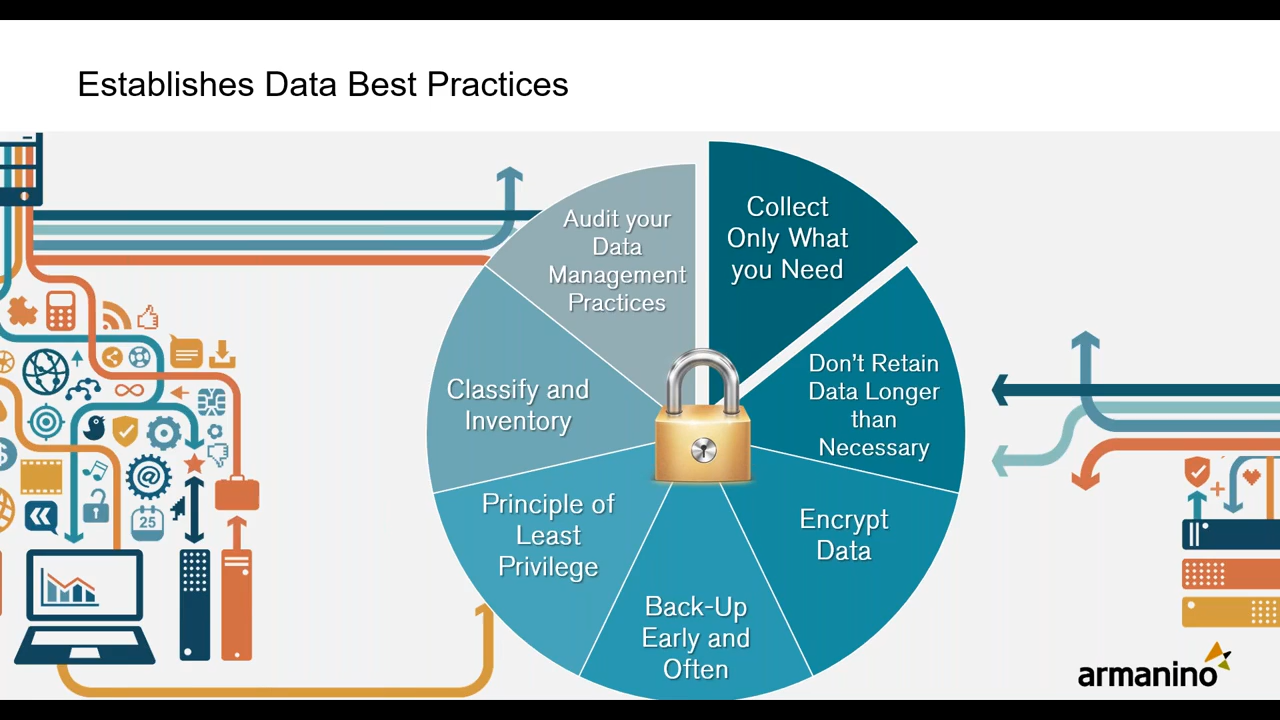 Establishes Data Best Practices
Collect
Only What
you Need
Don't Retain
Data Longer
than
Necessary
Encrypt
Data
Back-Up
Early and
Often
Principle of
Least
Privilege
Classify and
Inventory
Audit your
Data
Management
Practices
25
armanino